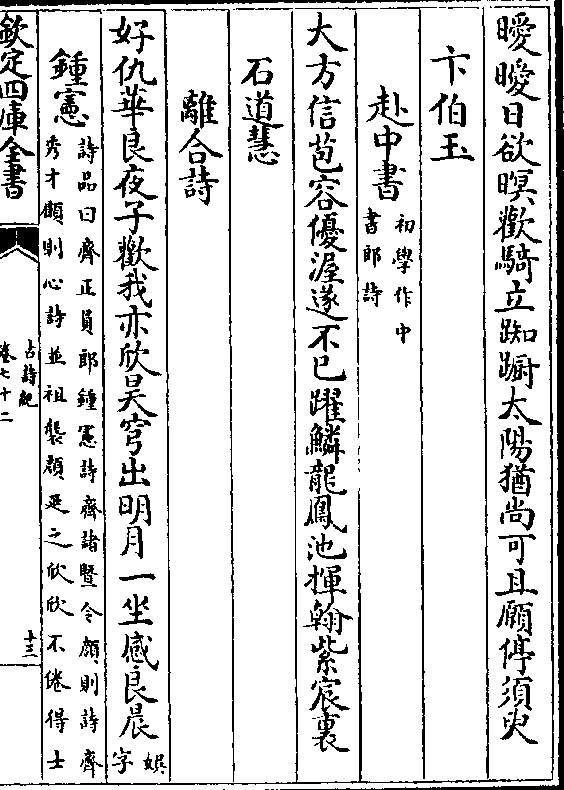 曖曖日欲暝歡騎立踟躕太陽猶尚可且願停須臾
卞伯玉
赴中書初學作中書郎詩
大方信苞容優渥遂不已躍鱗龍鳳池揮翰紫宸裏
石道慧
離合詩
好仇華良夜子歡我亦欣昊穹出明月一坐感良晨娯字
鍾憲詩品曰齊正員郎鍾憲詩齊諸曁令顔則詩齊
秀才顧則心詩並祖襲顔延之欣欣不倦得士
欽定四庫全書
古詩紀
卷七十二
十三